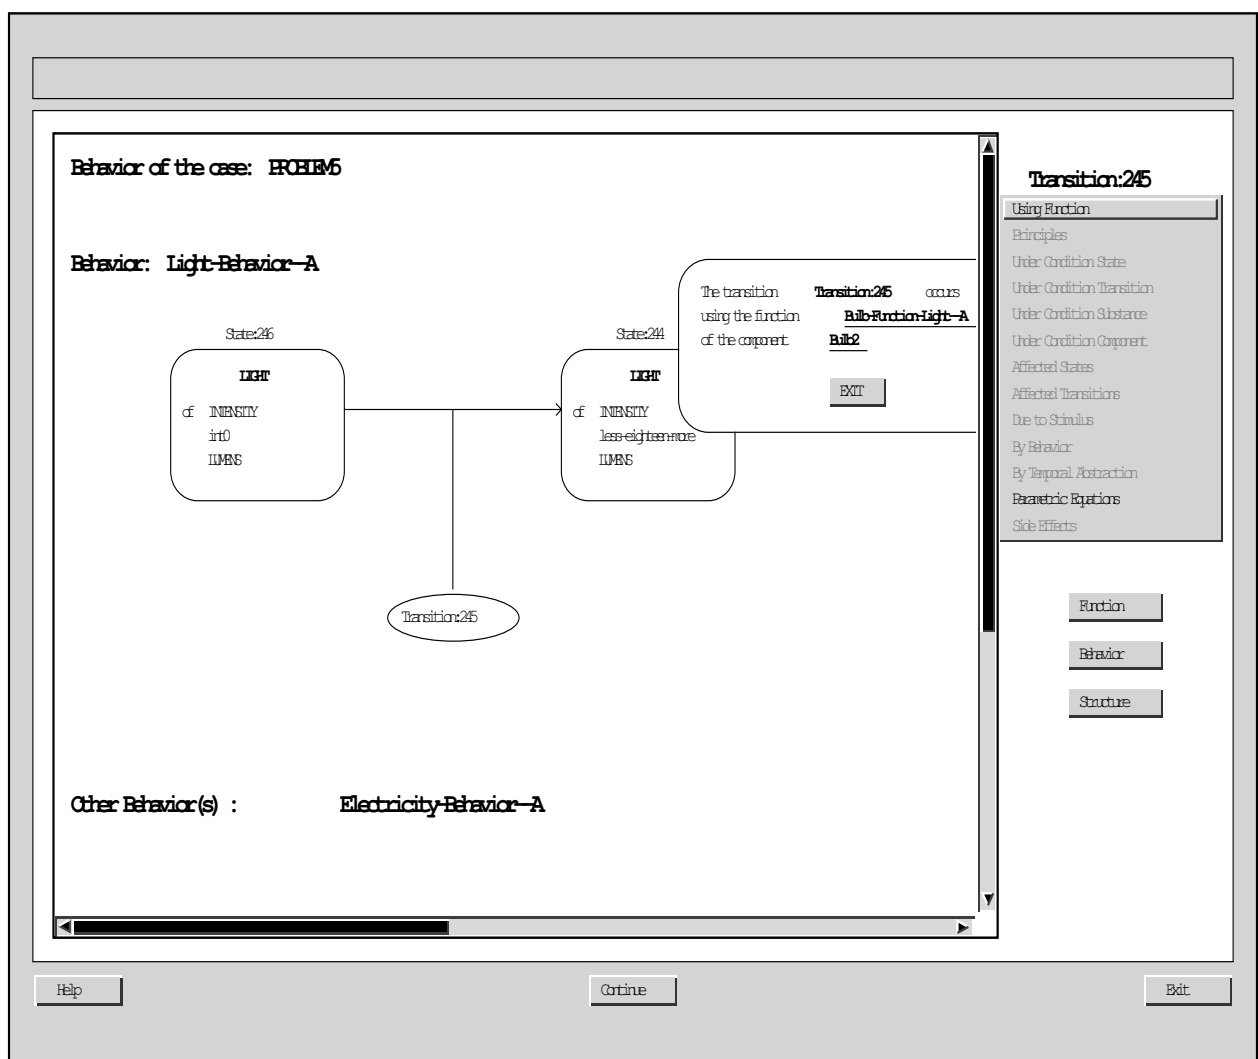 Behavior of the case: PROBLEM5
Transition:245
Using Function
Principles
Under Condition State
Under Condition Transition
Under Condition Substance
Under Condition Component
Affected States
Affected Transitions
Due to Stimulus
By Behavior
By Temporal Abstraction
Parametric Equations
Side Effects
Behavior: Light-Behavior--A
The transition Transition:245 occurs
using the function Bulb-Function-Light--A
of the component Bulb2
EXIT
State:246
LIGHT
of INTENSITY
int0
LUMENS
State:244
LIGHT
of INTENSITY
less-eighteen-more
LUMENS
Transition:245
Function
Behavior
Structure
Other Behavior(s) : Electricity-Behavior--A
Help
Continue
Exit